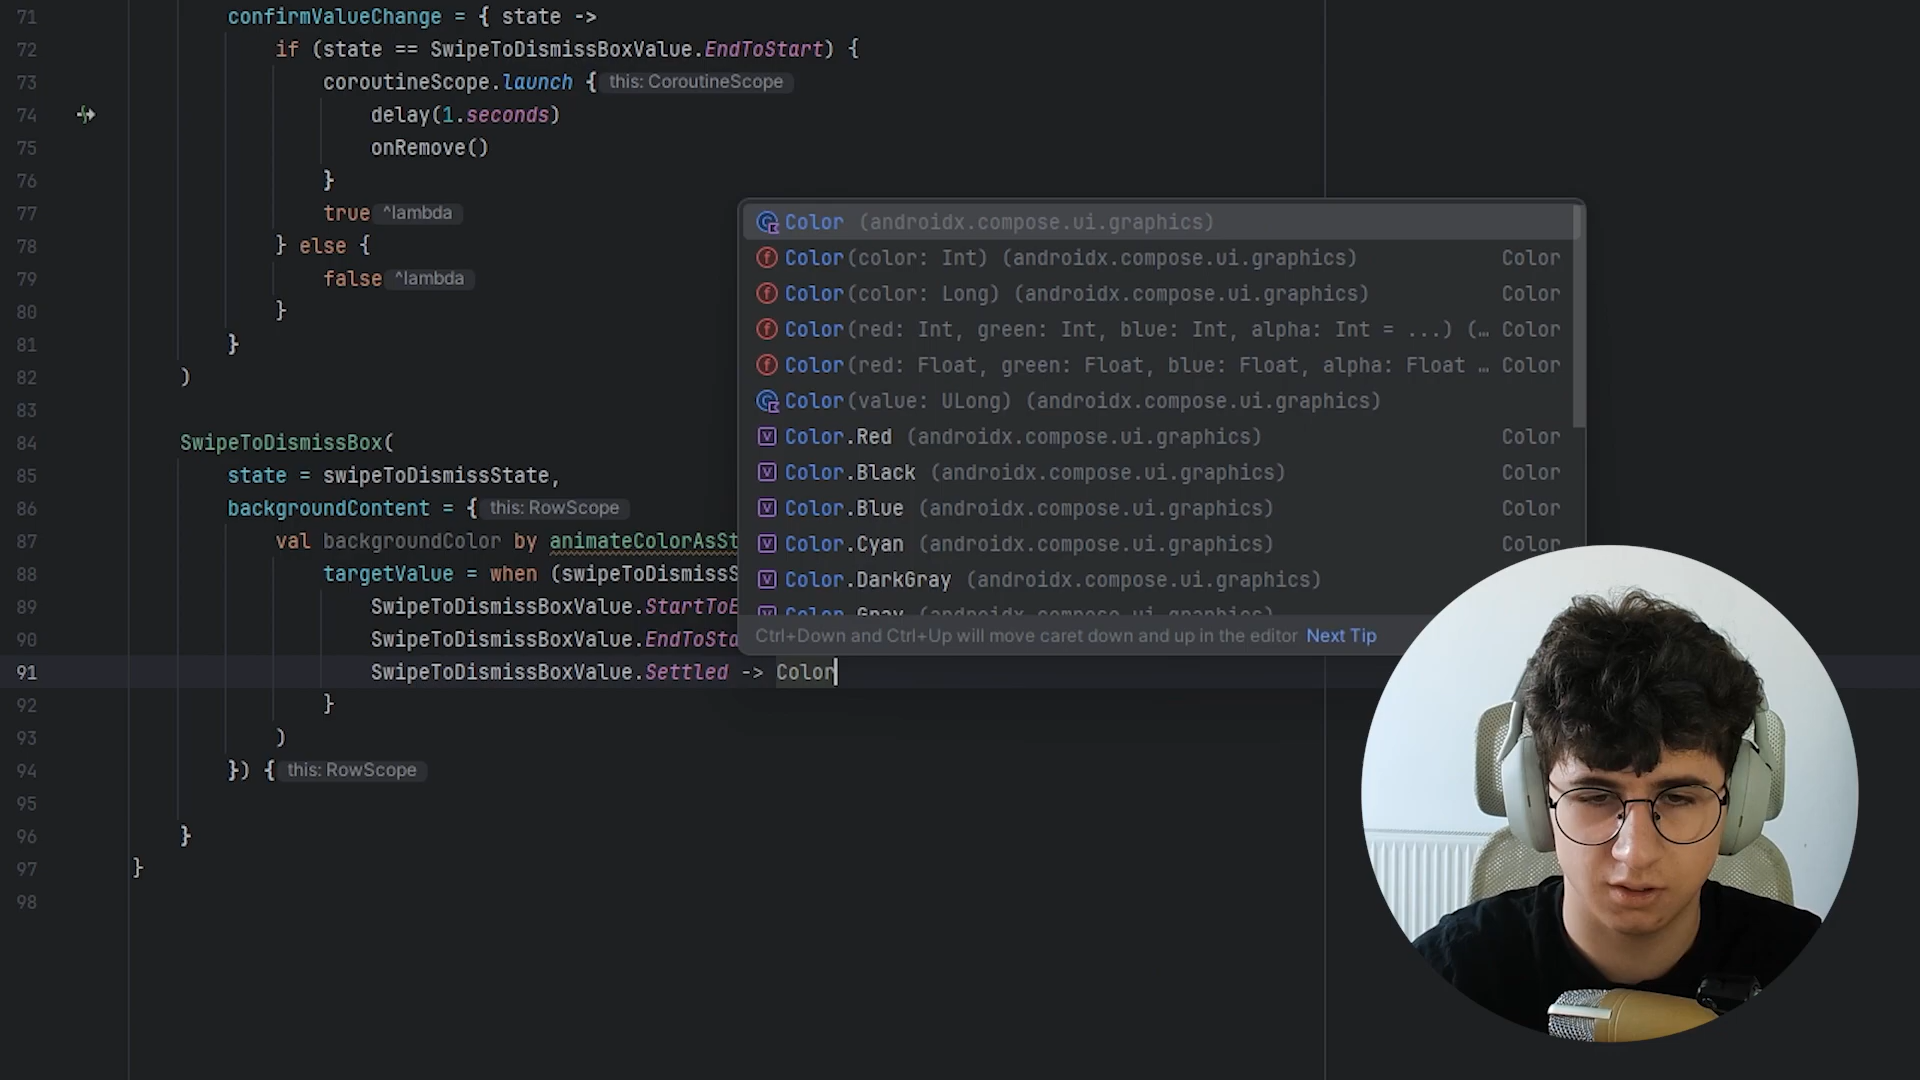 71 confirmValueChange = { state ->
72 if (state == SwipeToDismissBoxValue.EndToStart) {
73 coroutineScope.launch { this: CoroutineScope
74 delay(1.seconds)
75 onRemove()
76 }
77 true ^lambda
78 } else {
79 false ^lambda
80 }
81 }
82 )
83
84 SwipeToDismissBox(
85 state = swipeToDismissState,
86 backgroundContent = { this: RowScope
87 val backgroundColor by animateColorAsSt
88 targetValue = when (swipeToDismissS
89 SwipeToDismissBoxValue.StartToE
90 SwipeToDismissBoxValue.EndToSta
91 SwipeToDismissBoxValue.Settled -> Color
92 }
93 )
94 }) { this: RowScope
95
96 }
97 }
98
Color (androidx.compose.ui.graphics)
Color(color: Int) (androidx.compose.ui.graphics) Color
Color(color: Long) (androidx.compose.ui.graphics) Color
Color(red: Int, green: Int, blue: Int, alpha: Int = ...) (… Color
Color(red: Float, green: Float, blue: Float, alpha: Float … Color
Color(value: ULong) (androidx.compose.ui.graphics)
Color.Red (androidx.compose.ui.graphics) Color
Color.Black (androidx.compose.ui.graphics) Color
Color.Blue (androidx.compose.ui.graphics) Color
Color.Cyan (androidx.compose.ui.graphics) Color
Color.DarkGray (androidx.compose.ui.graphics)
Color.Gray (androidx.compose.ui.graphics)
Ctrl+Down and Ctrl+Up will move caret down and up in the editor Next Tip